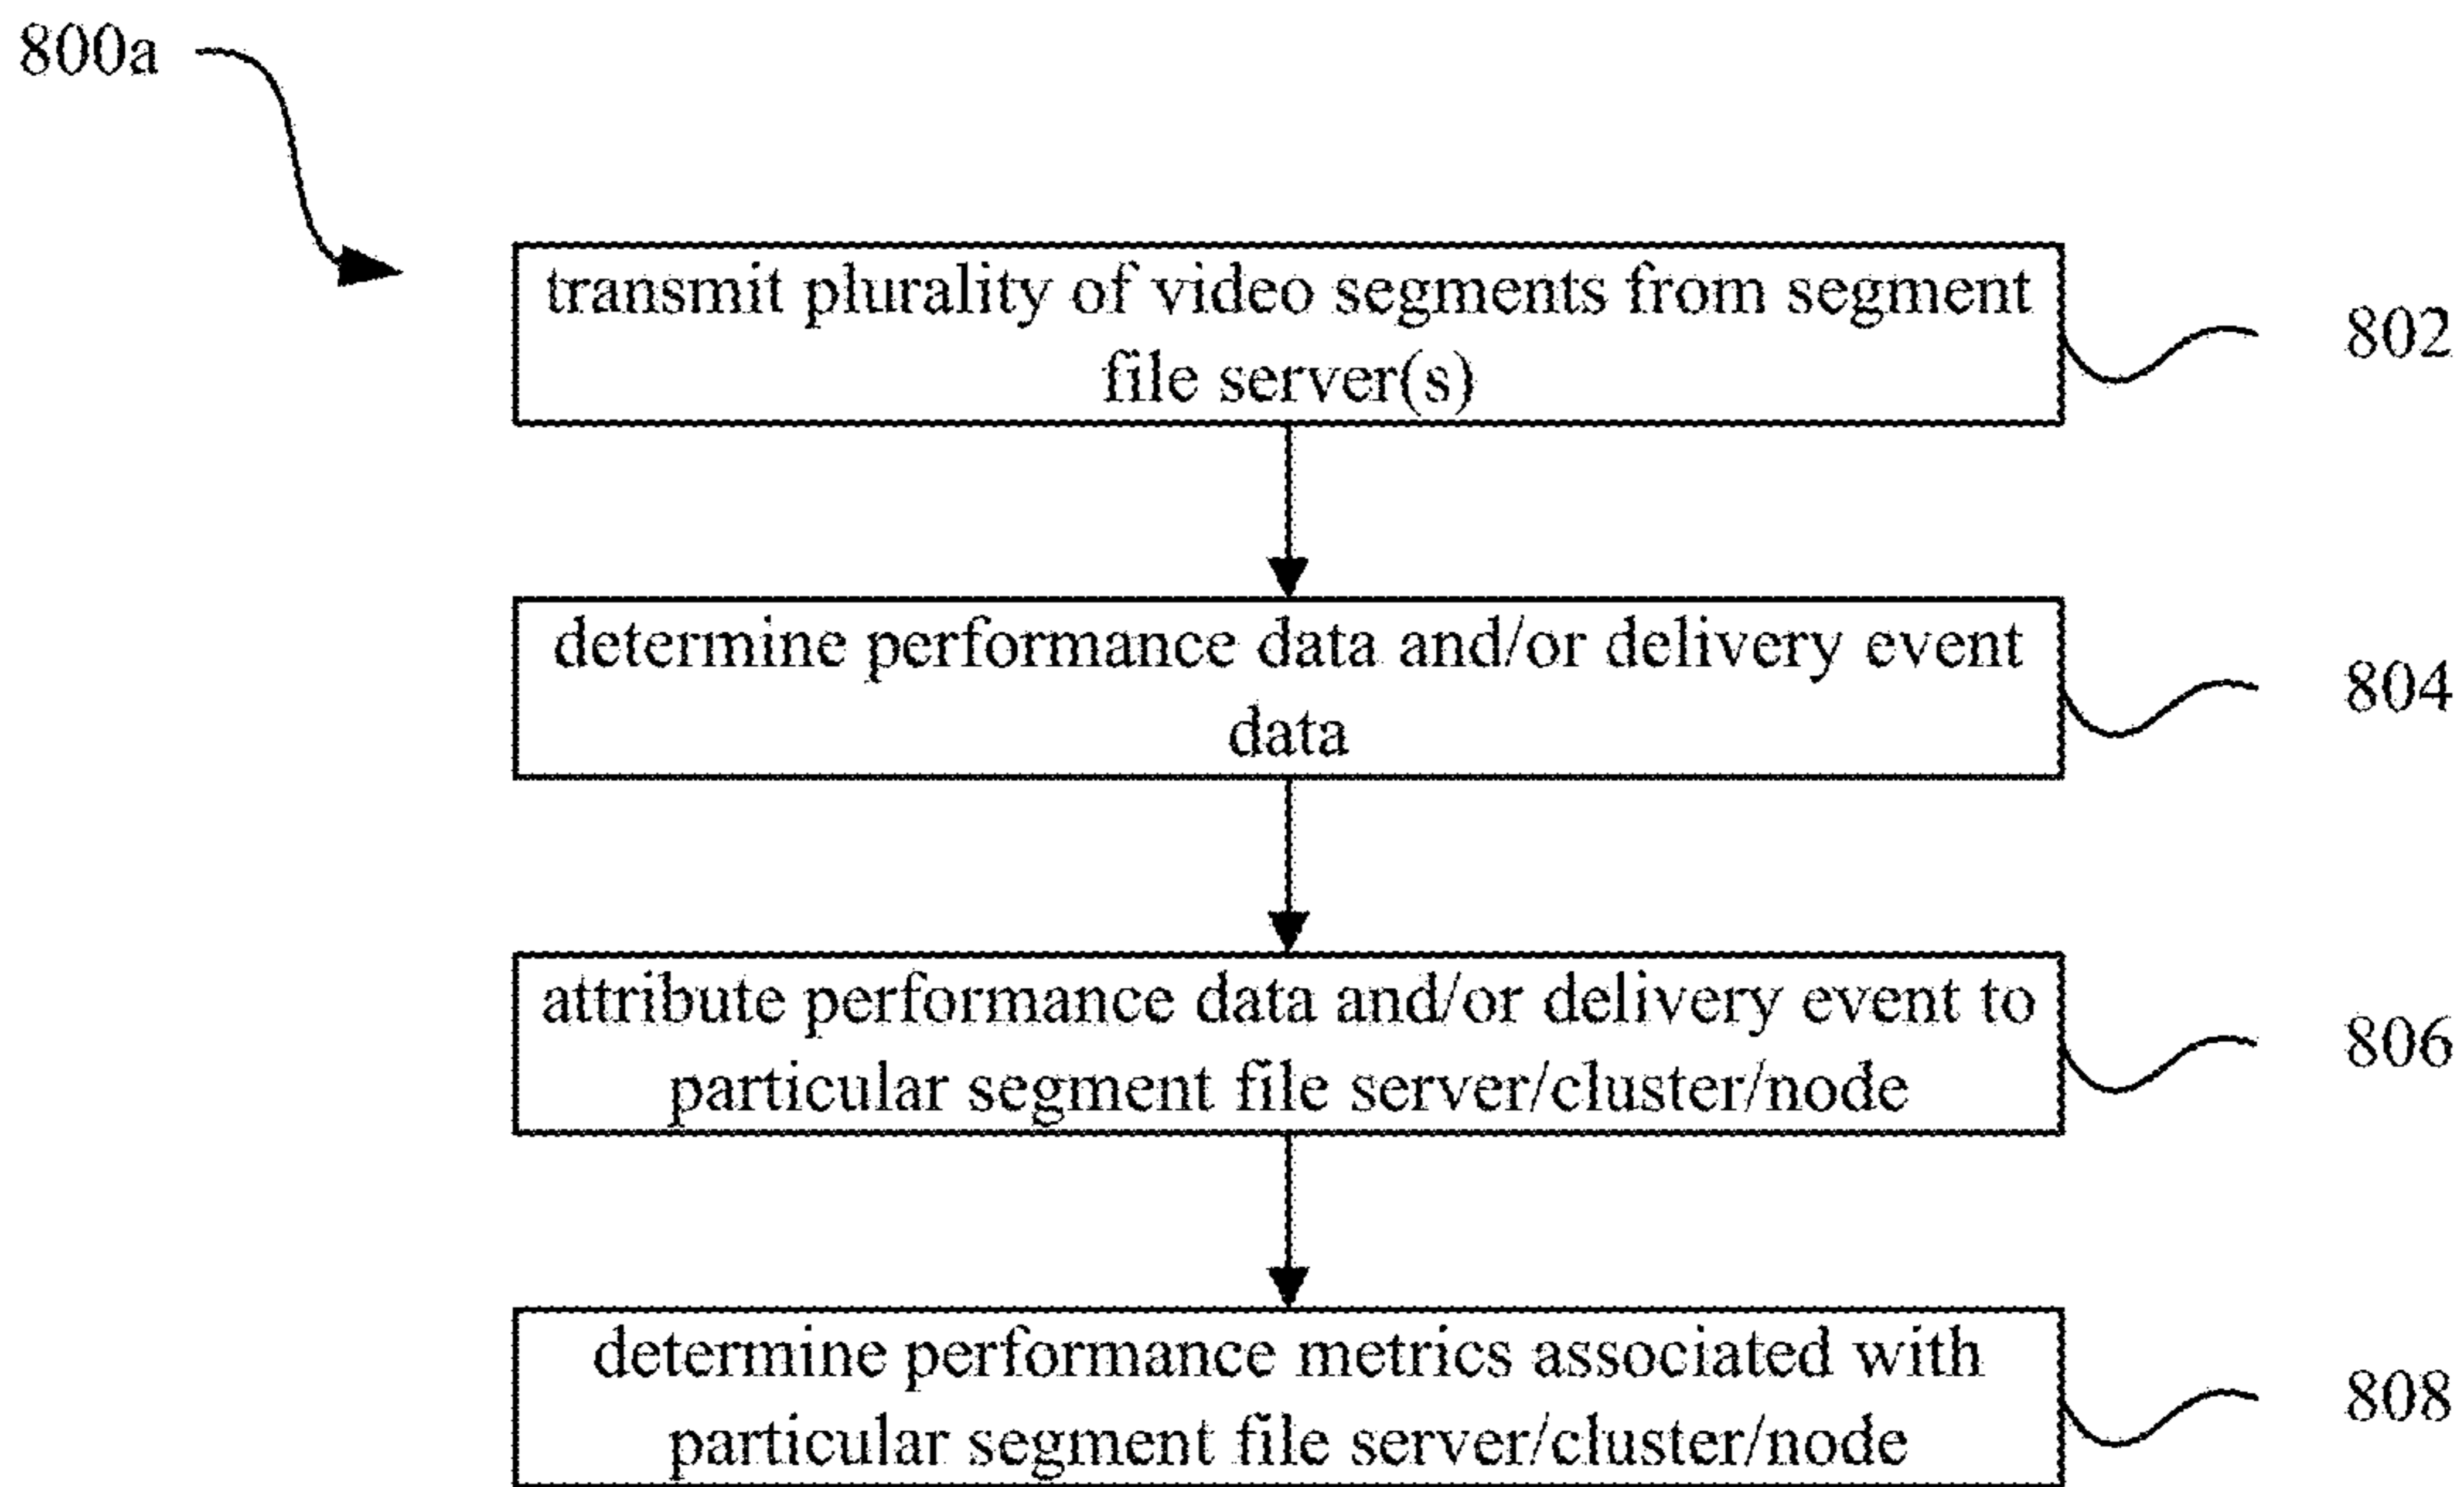 800a
transmit plurality of video segments from segment
file server(s)
802
determine performance data and/or delivery event
data
804
attribute performance data and/or delivery event to
particular segment file server/cluster/node
806
determine performance metrics associated with
particular segment file server/cluster/node
808